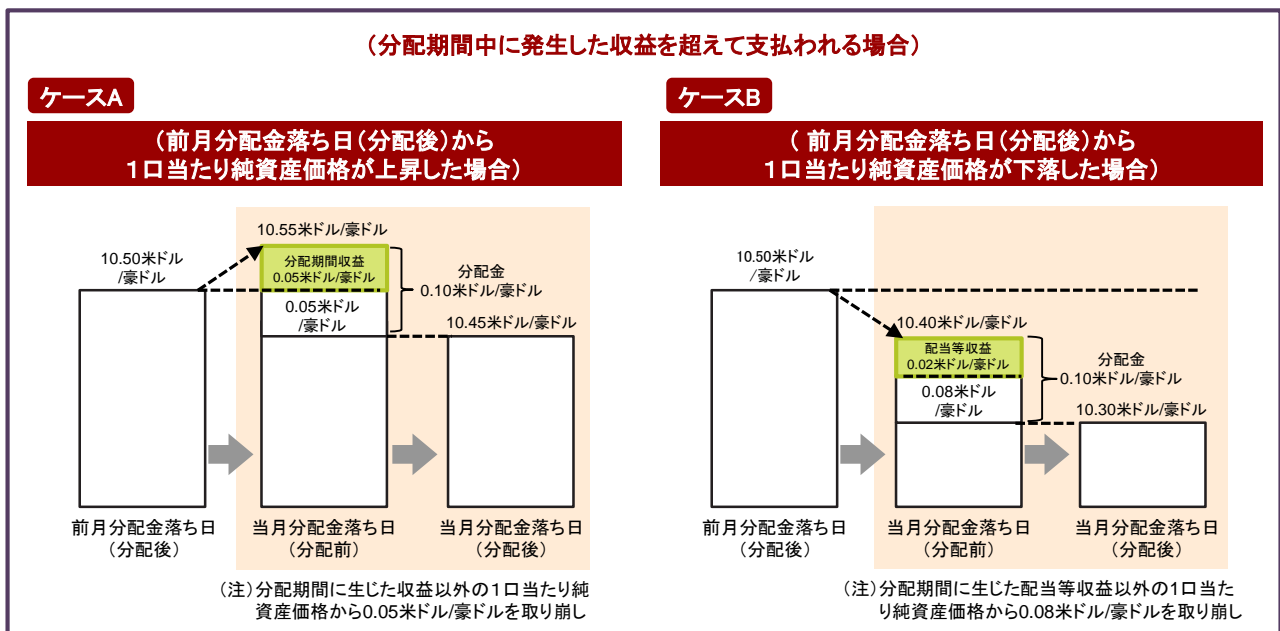 （分配期間中に発生した収益を超えて支払われる場合）
ケースA
（前月分配金落ち日（分配後）から
１口当たり純資産価格が上昇した場合）
10.55米ドル/豪ドル
10.50米ドル
/豪ドル
分配期間収益
0.05米ドル/豪ドル
分配金
0.10米ドル/豪ドル
0.05米ドル
/豪ドル
10.45米ドル/豪ドル
前月分配金落ち日
（分配後）
当月分配金落ち日
（分配前）
当月分配金落ち日
（分配後）
（注）分配期間に生じた収益以外の１口当たり純
資産価格から0.05米ドル/豪ドルを取り崩し
ケースB
（ 前月分配金落ち日（分配後）から
１口当たり純資産価格が下落した場合）
10.50米ドル
/豪ドル
10.40米ドル/豪ドル
配当等収益
0.02米ドル/豪ドル
分配金
0.10米ドル/豪ドル
0.08米ドル
/豪ドル
10.30米ドル/豪ドル
前月分配金落ち日
（分配後）
当月分配金落ち日
（分配前）
当月分配金落ち日
（分配後）
（注）分配期間に生じた配当等収益以外の１口当た
り純資産価格から0.08米ドル/豪ドルを取り崩し